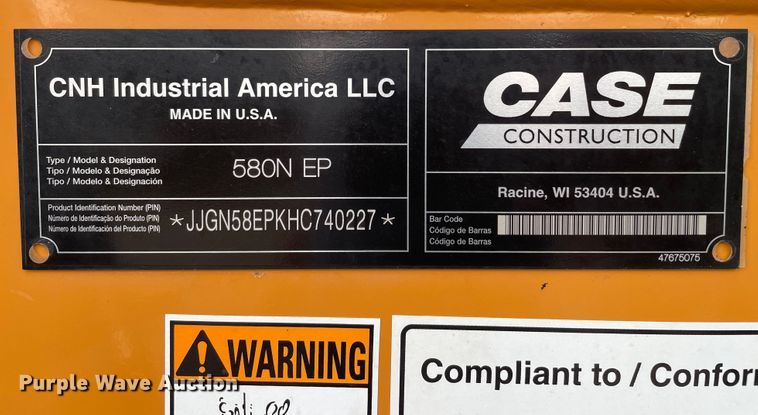 CNH Industrial America LLC
MADE IN U.S.A.
Type / Model & Designation
Tipo / Modelo & Designação
Tipo / Modelo & Designación
580N EP
Product Identification Number (PIN)
Número de Identificação do Produto (PIN)
Número de Identificación del Producto (PIN)
*JJGN58EPKHC740227*
CASE
CONSTRUCTION
Racine, WI 53404 U.S.A.
Bar Code
Código de Barras
Código de Barras
47675075
WARNING
Compliant to / Confor
Purple Wave Auction